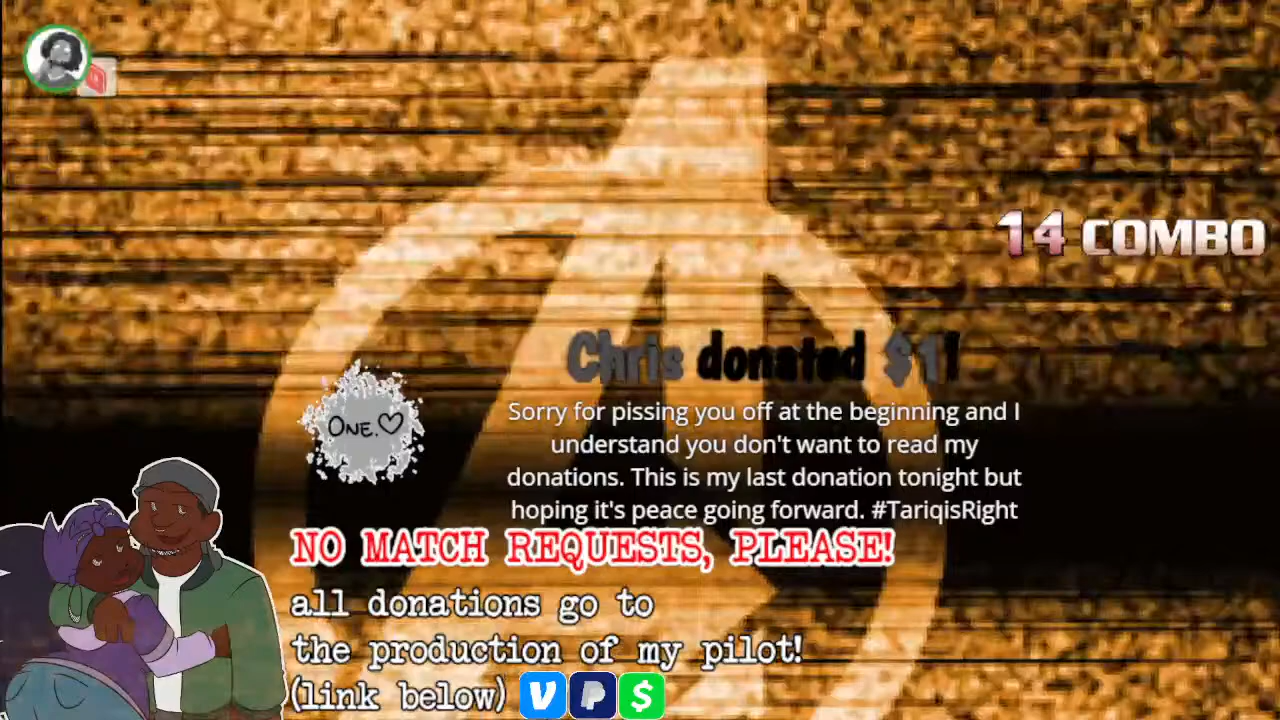 14 COMBO
Chris donated $1!
ONE.♡
Sorry for pissing you off at the beginning and I
understand you don't want to read my
donations. This is my last donation tonight but
hoping it's peace going forward. #TariqisRight
NO MATCH REQUESTS, PLEASE!
all donations go to
the production of my pilot!
(link below)